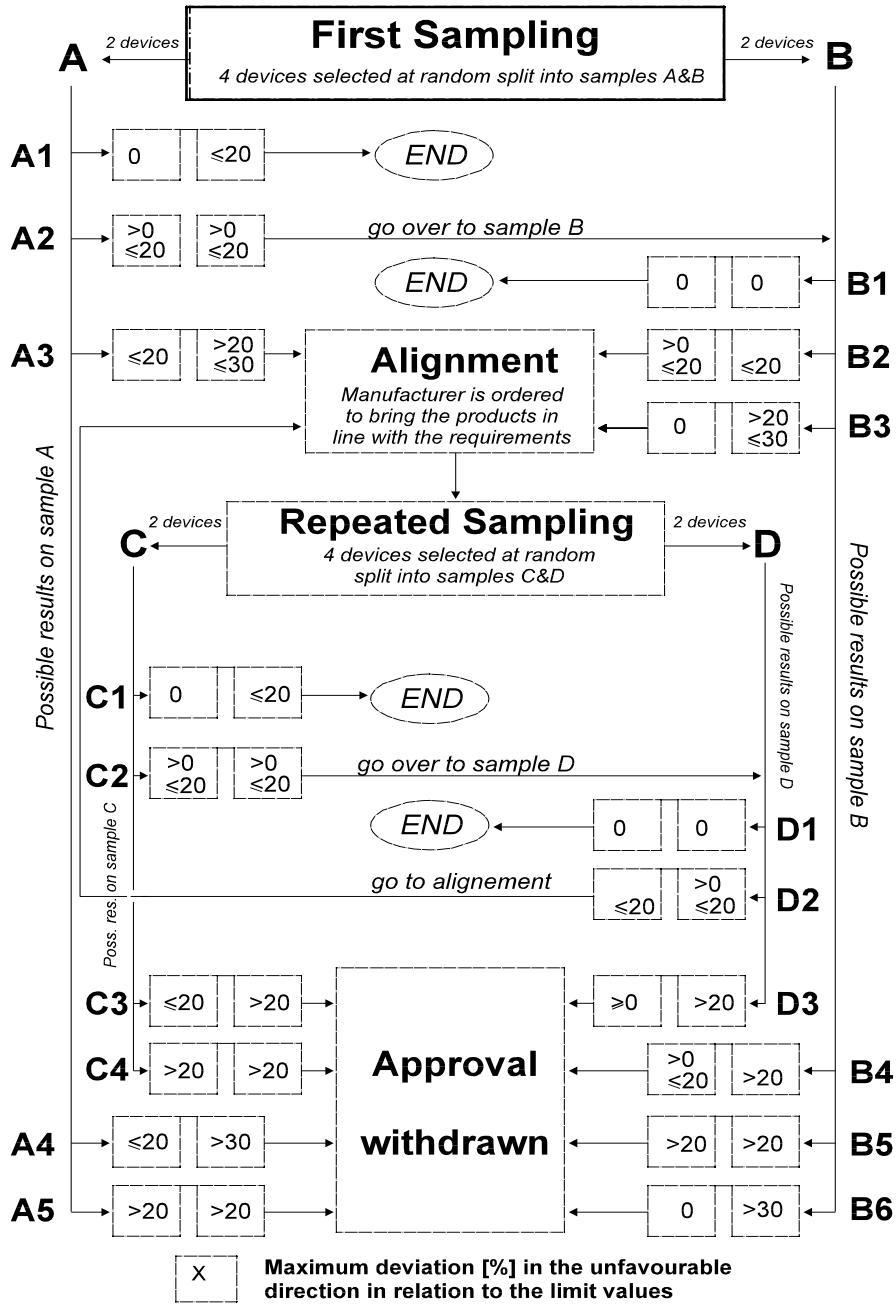 First Sampling
4 devices selected at random split into samples A&B
A
2 devices
2 devices
B
A1
0
≤20
END
A2
>0
≤20
>0
≤20
go over to sample B
END
0
0
B1
A3
≤20
>20
≤30
Alignment
Manufacturer is ordered
to bring the products in
line with the requirements
>0
≤20
≤20
B2
0
>20
≤30
B3
Possible results on sample A
Repeated Sampling
4 devices selected at random
split into samples C&D
C
2 devices
2 devices
D
Possible results on sample D
Possible results on sample B
C1
0
≤20
END
C2
>0
≤20
>0
≤20
go over to sample D
END
0
0
D1
Poss. res. on sample C
go to alignement
≤20
>0
≤20
D2
C3
≤20
>20
Approval
withdrawn
≥0
>20
D3
C4
>20
>20
>0
≤20
>20
B4
A4
≤20
>30
>20
>20
B5
A5
>20
>20
0
>30
B6
X
Maximum deviation [%] in the unfavourable
direction in relation to the limit values